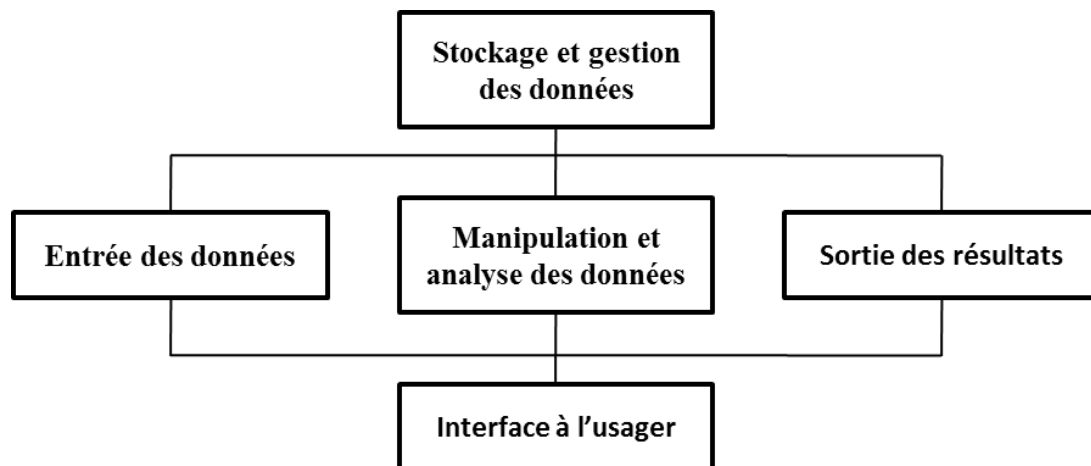 Stockage et gestion
des données
Entrée des données
Manipulation et
analyse des données
Sortie des résultats
Interface à l’usager